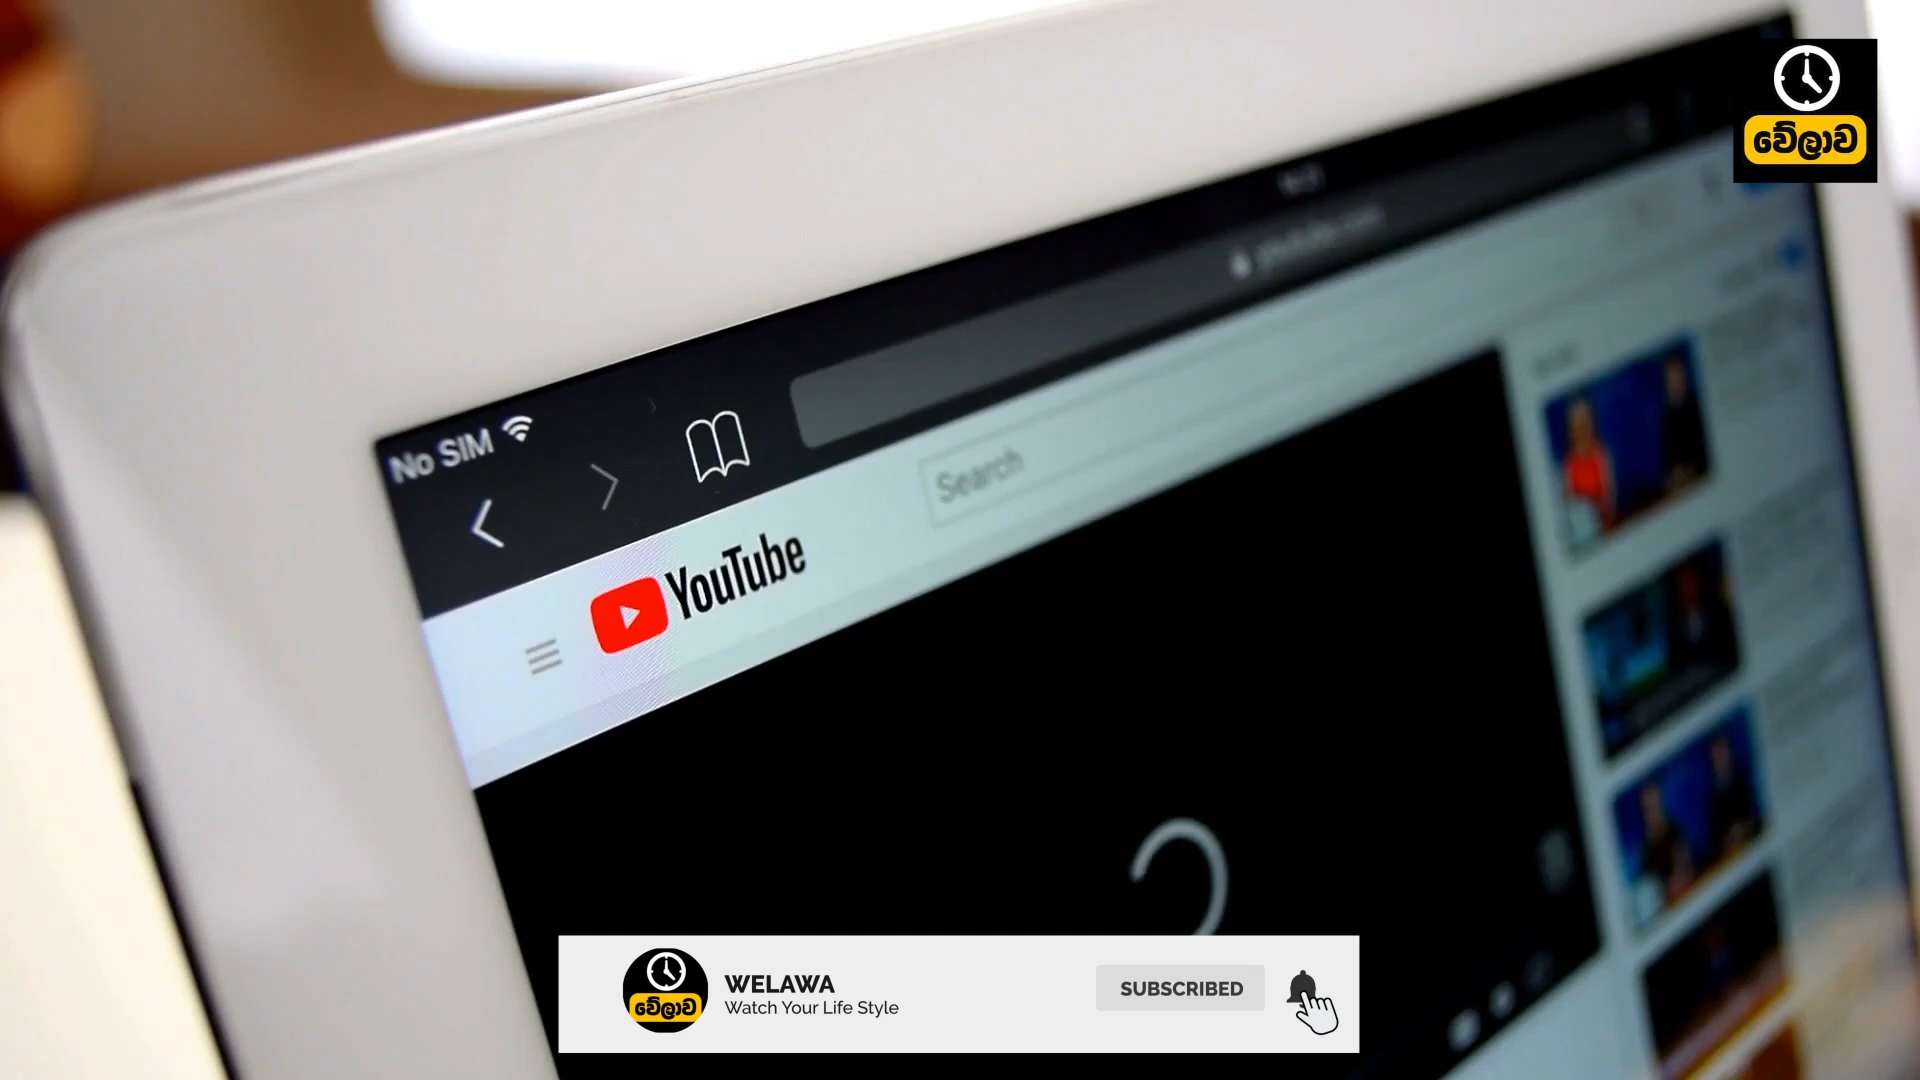 වේලාව
No SIM
Search
YouTube
WELAWA
Watch Your Life Style
වේලාව
SUBSCRIBED